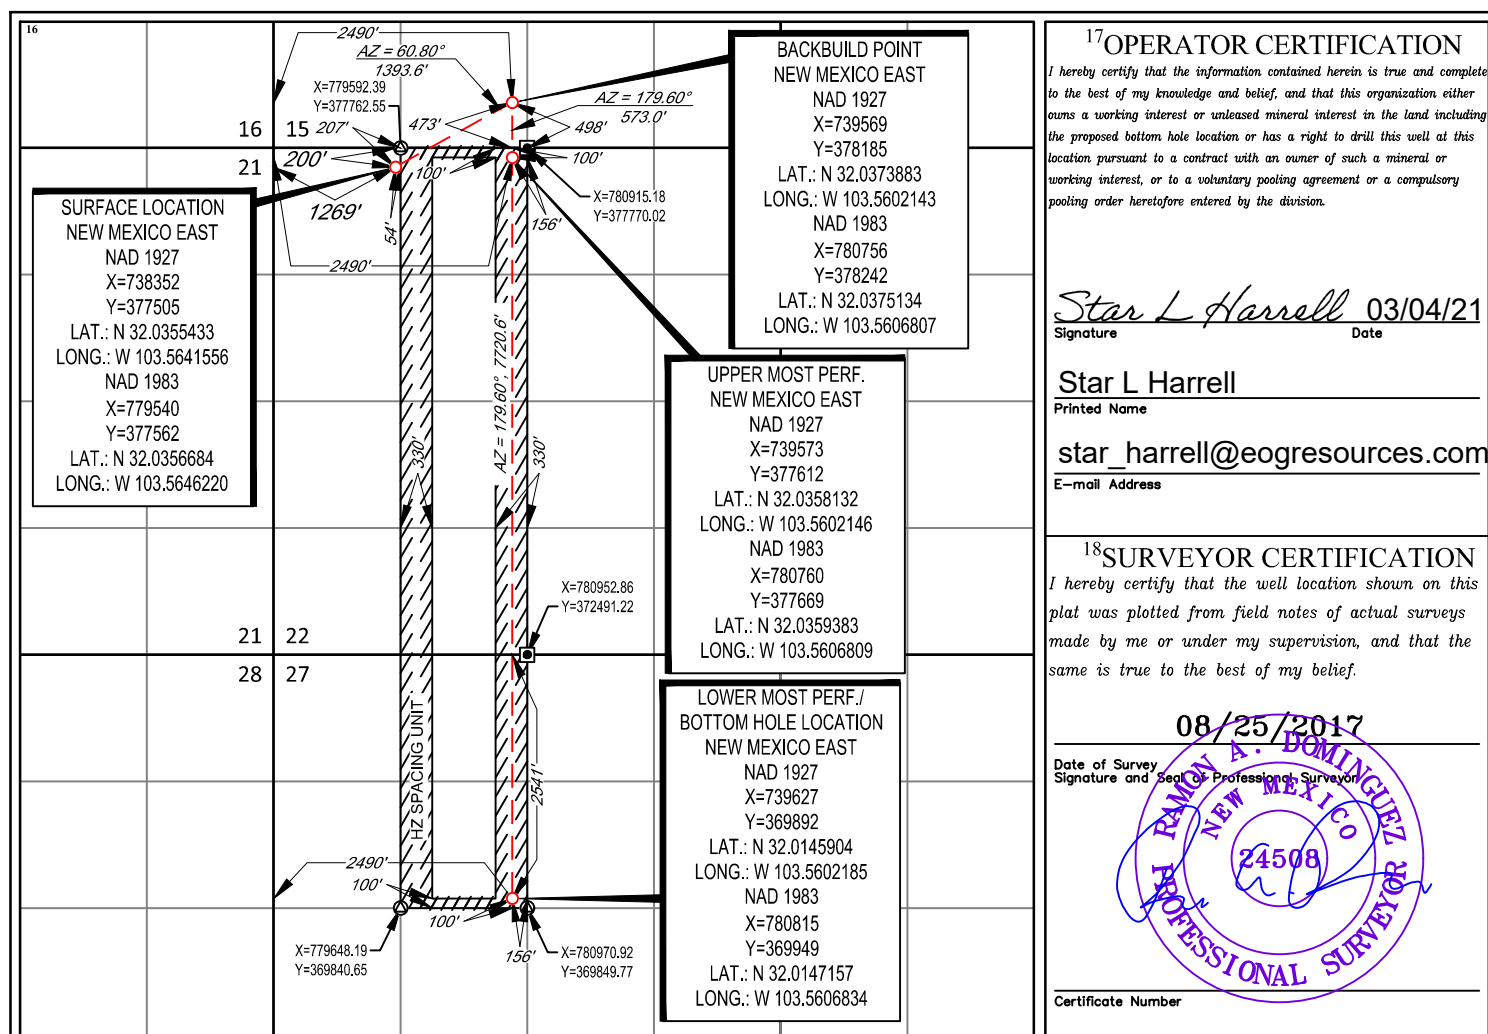 16
2490'
AZ = 60.80°
1393.6'
X=779592.39
Y=377762.55
AZ = 179.60°
573.0'
16 15
207'
473'
498'
21
200'
100'
100'
1269'
54'
156'
X=780915.18
Y=377770.02
2490'
SURFACE LOCATION
NEW MEXICO EAST
NAD 1927
X=738352
Y=377505
LAT.: N 32.0355433
LONG.: W 103.5641556
NAD 1983
X=779540
Y=377562
LAT.: N 32.0356684
LONG.: W 103.5646220
BACKBUILD POINT
NEW MEXICO EAST
NAD 1927
X=739569
Y=378185
LAT.: N 32.0373883
LONG.: W 103.5602143
NAD 1983
X=780756
Y=378242
LAT.: N 32.0375134
LONG.: W 103.5606807
AZ = 179.60°, 7720.6'
330'
330'
UPPER MOST PERF.
NEW MEXICO EAST
NAD 1927
X=739573
Y=377612
LAT.: N 32.0358132
LONG.: W 103.5602146
NAD 1983
X=780760
Y=377669
LAT.: N 32.0359383
LONG.: W 103.5606809
X=780952.86
Y=372491.22
21 22
28 27
HZ SPACING UNIT
2541'
LOWER MOST PERF./
BOTTOM HOLE LOCATION
NEW MEXICO EAST
NAD 1927
X=739627
Y=369892
LAT.: N 32.0145904
LONG.: W 103.5602185
NAD 1983
X=780815
Y=369949
LAT.: N 32.0147157
LONG.: W 103.5606834
2490'
100'
100'
156'
X=779648.19
Y=369840.65
X=780970.92
Y=369849.77
17OPERATOR CERTIFICATION
I hereby certify that the information contained herein is true and complete
to the best of my knowledge and belief, and that this organization either
owns a working interest or unleased mineral interest in the land including
the proposed bottom hole location or has a right to drill this well at this
location pursuant to a contract with an owner of such a mineral or
working interest, or to a voluntary pooling agreement or a compulsory
pooling order heretofore entered by the division.
Star L Harrell 03/04/21
Signature Date
Star L Harrell
Printed Name
star_harrell@eogresources.com
E-mail Address
18SURVEYOR CERTIFICATION
I hereby certify that the well location shown on this
plat was plotted from field notes of actual surveys
made by me or under my supervision, and that the
same is true to the best of my belief.
08/25/2017
Date of Survey
Signature and Seal of Professional Surveyor
RAMON A. DOMINGUEZ
NEW MEXICO
24508
PROFESSIONAL SURVEYOR
Certificate Number